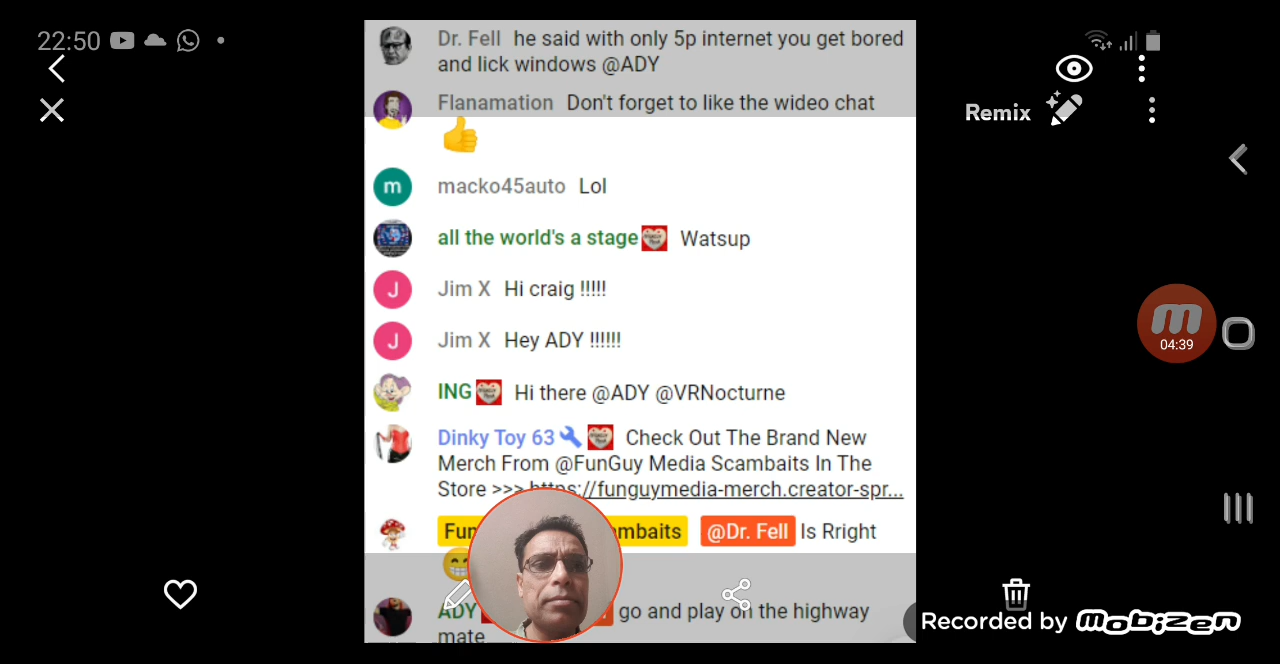 22:50
Dr. Fell he said with only 5p internet you get bored
and lick windows @ADY
Flanamation Don't forget to like the wideo chat
Remix
m macko45auto Lol
all the world's a stage Watsup
J Jim X Hi craig !!!!!
J Jim X Hey ADY !!!!!!
ING Hi there @ADY @VRNocturne
m
04:39
Dinky Toy 63 Check Out The Brand New
Merch From @FunGuy Media Scambaits In The
Store >>> https://funguymedia-merch.creator-spr...
@Dr. Fell Is Rright
ADY go and play on the highway
mate
Recorded by mobizen